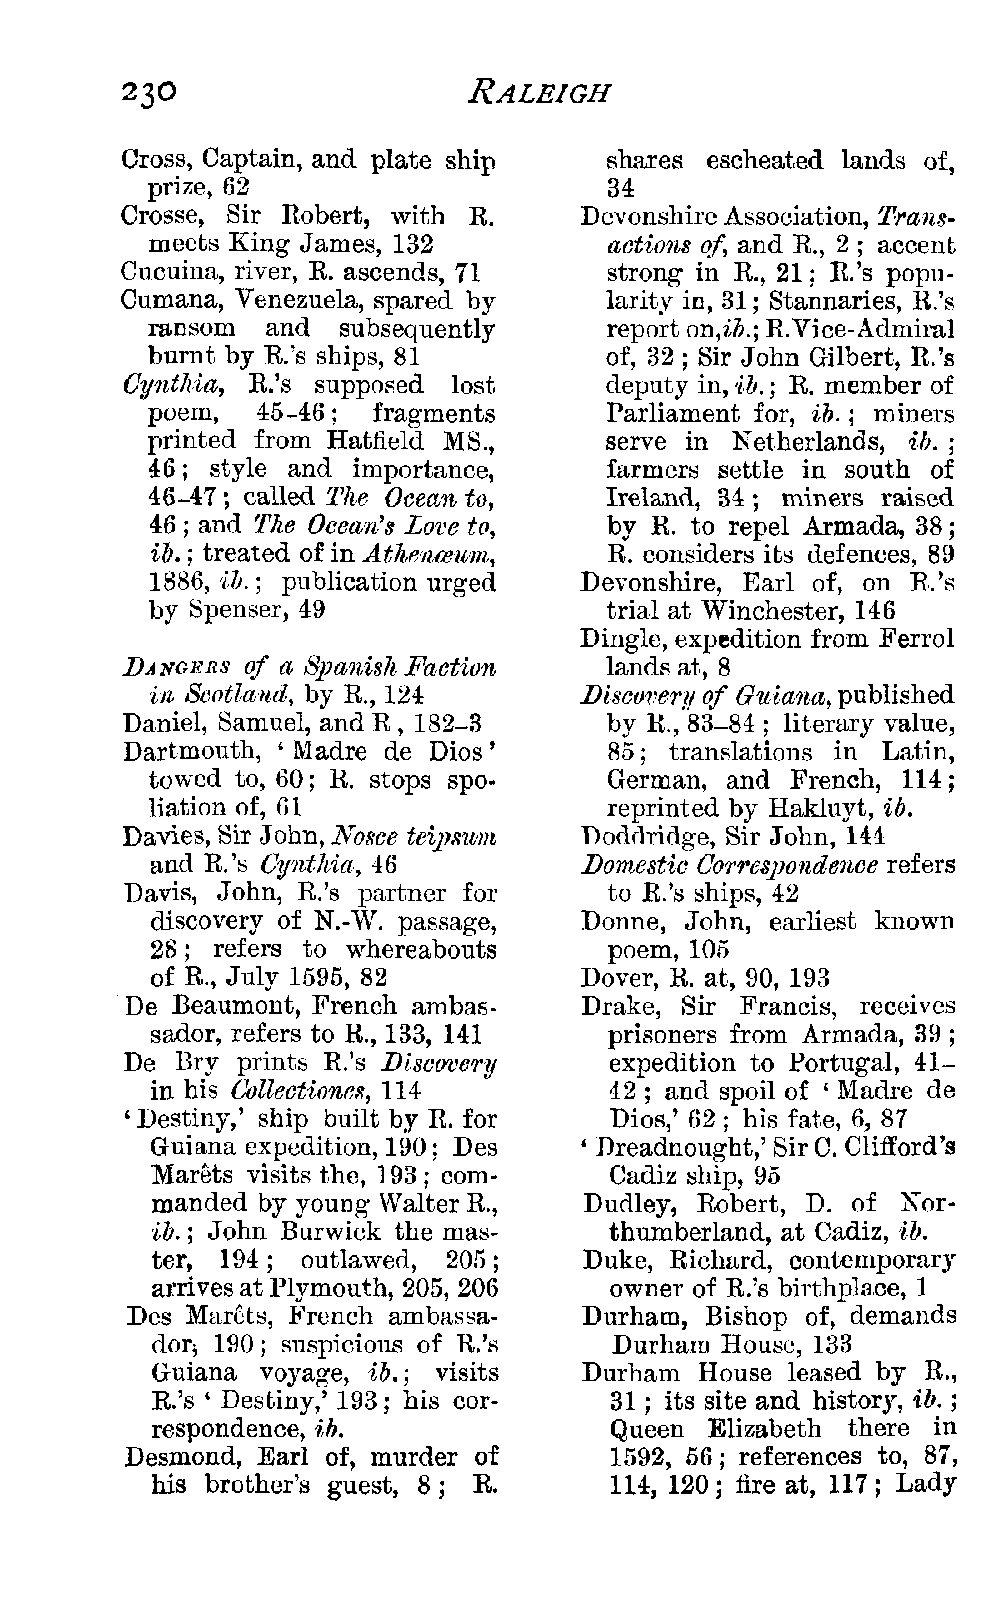 230 RALEIGH
Cross, Captain, and plate ship
prize, 62
Crosse, Sir Robert, with R.
meets King James, 132
Cucuina, river, R. ascends, 71
Cumana, Venezuela, spared by
ransom and subsequently
burnt by R.'s ships, 81
Cynthia, R.'s supposed lost
poem, 45-46; fragments
printed from Hatfield MS.,
46; style and importance,
46-47; called The Ocean to,
46; and The Ocean's Love to,
ib.; treated of in Athenæum,
1886, ib.; publication urged
by Spenser, 49
DANGERS of a Spanish Faction
in Scotland, by R., 124
Daniel, Samuel, and R, 182-3
Dartmouth, ‘Madre de Dios’
towed to, 60; R. stops spo-
liation of, 61
Davies, Sir John, Nosce teipsum
and R.'s Cynthia, 46
Davis, John, R.'s partner for
discovery of N.-W. passage,
28; refers to whereabouts
of R., July 1595, 82
De Beaumont, French ambas-
sador, refers to R., 133, 141
De Bry prints R.'s Discovery
in his Collectiones, 114
‘Destiny,’ ship built by R. for
Guiana expedition, 190; Des
Marêts visits the, 193; com-
manded by young Walter R.,
ib.; John Burwick the mas-
ter, 194; outlawed, 205;
arrives at Plymouth, 205, 206
Des Marêts, French ambassa-
dor, 190; suspicious of R.'s
Guiana voyage, ib.; visits
R.'s ‘Destiny,’ 193; his cor-
respondence, ib.
Desmond, Earl of, murder of
his brother's guest, 8; R.
shares escheated lands of,
34
Devonshire Association, Trans-
actions of, and R., 2; accent
strong in R., 21; R.'s popu-
larity in, 31; Stannaries, R.'s
report on, ib.; R. Vice-Admiral
of, 32; Sir John Gilbert, R.'s
deputy in, ib.; R. member of
Parliament for, ib.; miners
serve in Netherlands, ib.;
farmers settle in south of
Ireland, 34; miners raised
by R. to repel Armada, 38;
R. considers its defences, 89
Devonshire, Earl of, on R.'s
trial at Winchester, 146
Dingle, expedition from Ferrol
lands at, 8
Discovery of Guiana, published
by R., 83-84; literary value,
85; translations in Latin,
German, and French, 114;
reprinted by Hakluyt, ib.
Doddridge, Sir John, 144
Domestic Correspondence refers
to R.'s ships, 42
Donne, John, earliest known
poem, 105
Dover, R. at, 90, 193
Drake, Sir Francis, receives
prisoners from Armada, 39;
expedition to Portugal, 41-
42; and spoil of ‘Madre de
Dios,’ 62; his fate, 6, 87
‘Dreadnought,’ Sir C. Clifford's
Cadiz ship, 95
Dudley, Robert, D. of Nor-
thumberland, at Cadiz, ib.
Duke, Richard, contemporary
owner of R.'s birthplace, 1
Durham, Bishop of, demands
Durham House, 133
Durham House leased by R.,
31; its site and history, ib.;
Queen Elizabeth there in
1592, 56; references to, 87,
114, 120; fire at, 117; Lady